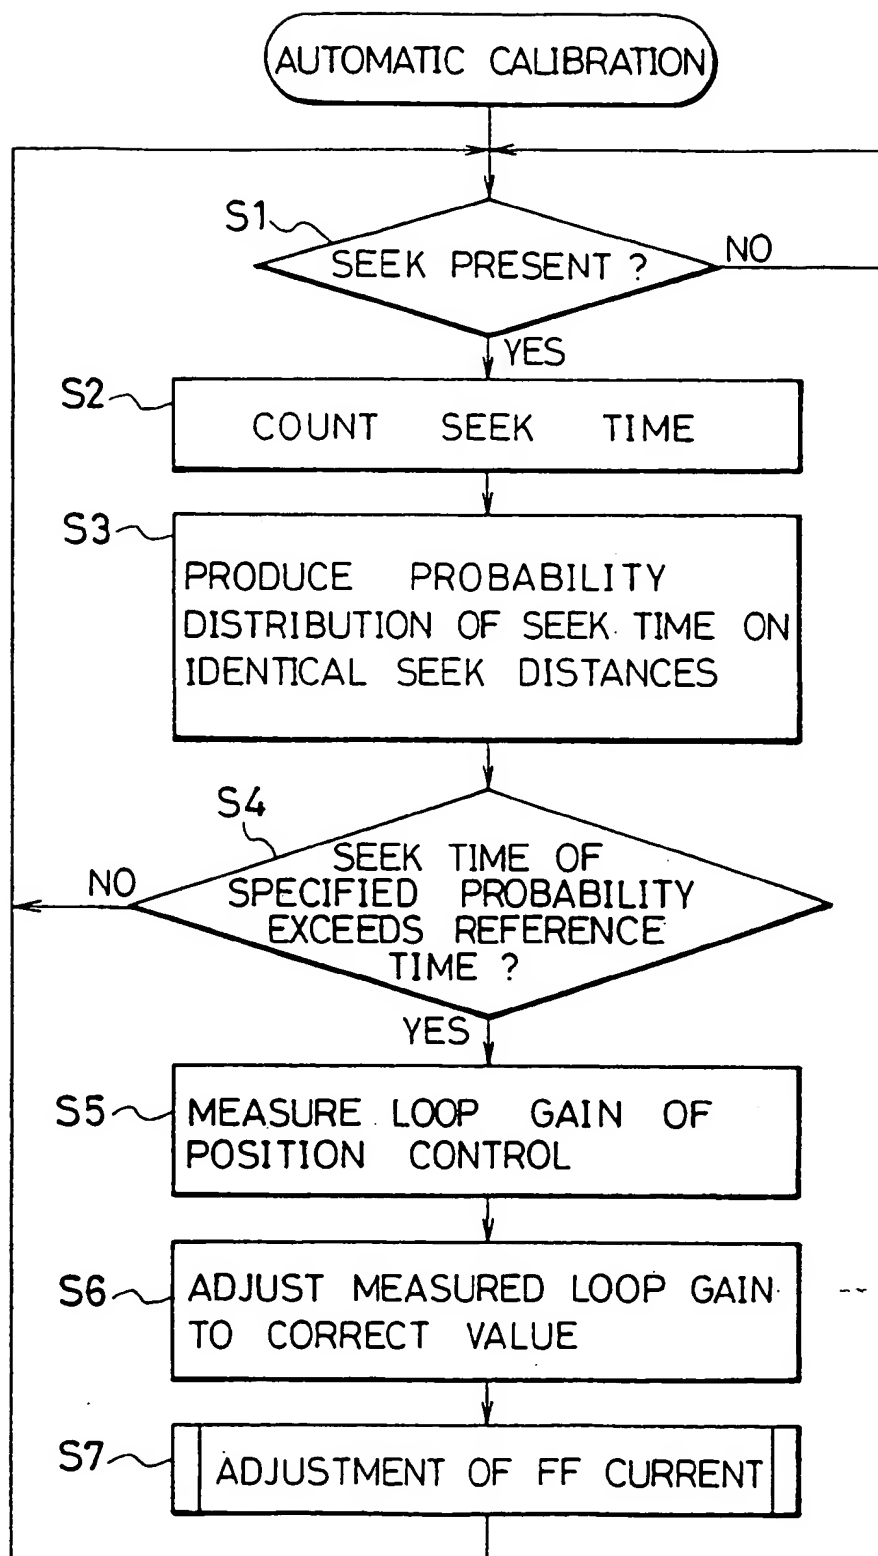 AUTOMATIC CALIBRATION
S1
SEEK PRESENT ?
NO
YES
S2
COUNT SEEK TIME
S3
PRODUCE PROBABILITY
DISTRIBUTION OF SEEK TIME ON
IDENTICAL SEEK DISTANCES
S4
NO
SEEK TIME OF
SPECIFIED PROBABILITY
EXCEEDS REFERENCE
TIME ?
YES
S5
MEASURE LOOP GAIN OF
POSITION CONTROL
S6
ADJUST MEASURED LOOP GAIN
TO CORRECT VALUE
S7
ADJUSTMENT OF FF CURRENT